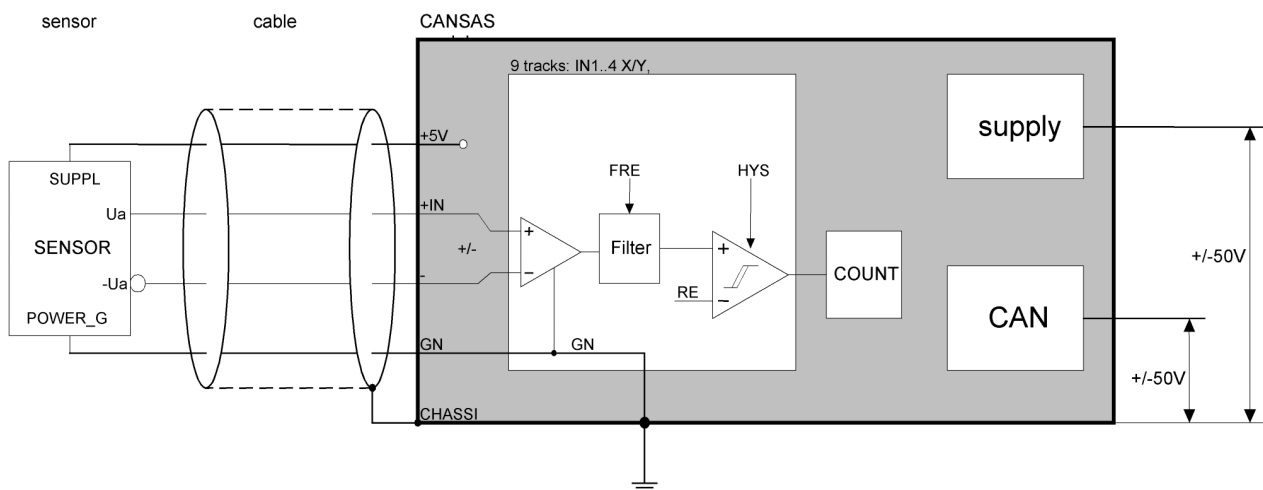 sensor
cable
CANSAS
9 tracks: IN1..4 X/Y,
+5V
supply
SUPPL
FRE
HYS
Ua
+IN
+
+
SENSOR
+/-
Filter
COUNT
+/-50V
-
−
-Ua
RE
−
CAN
POWER_G
GN
GN
+/-50V
CHASSI